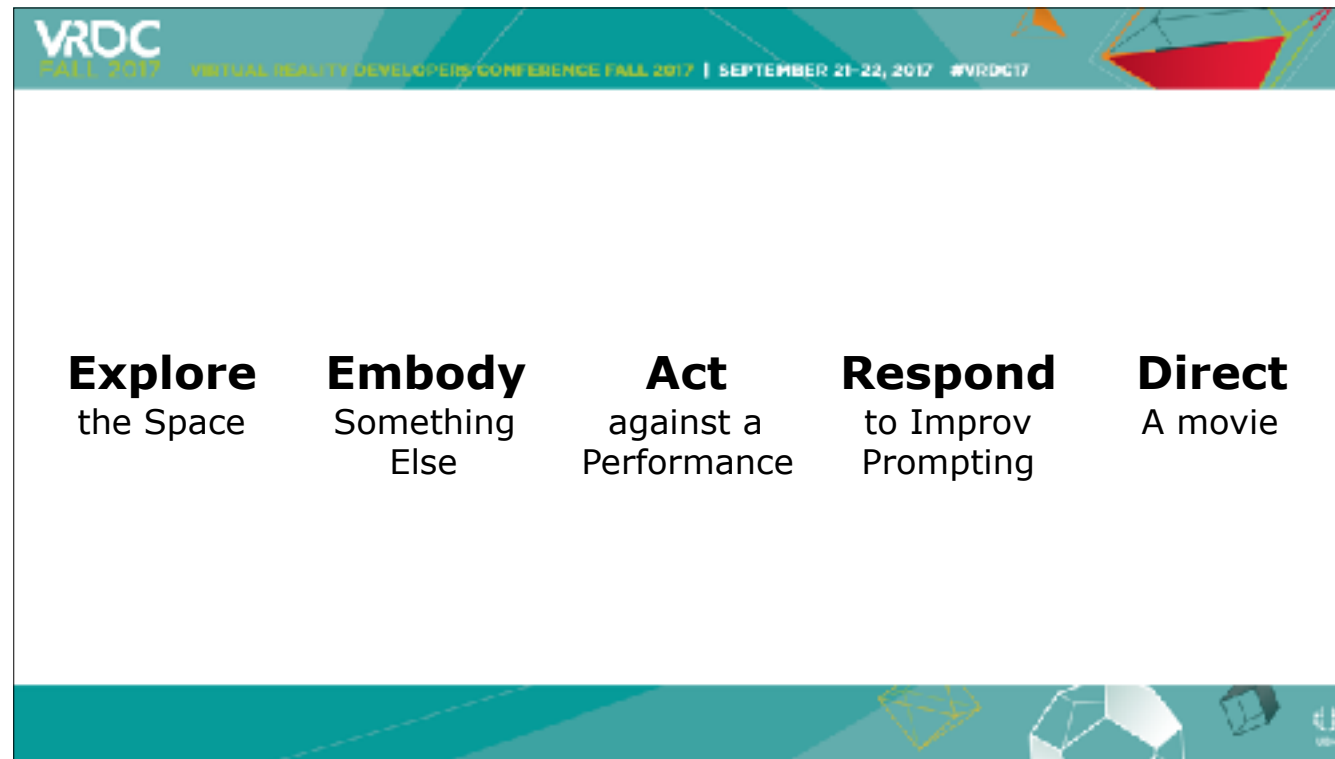 VRDC
FALL 2017
VIRTUAL REALITY DEVELOPERS CONFERENCE FALL 2017 | SEPTEMBER 21-22, 2017 #VRDC17
Explore
the Space
Embody
Something
Else
Act
against a
Performance
Respond
to Improv
Prompting
Direct
A movie